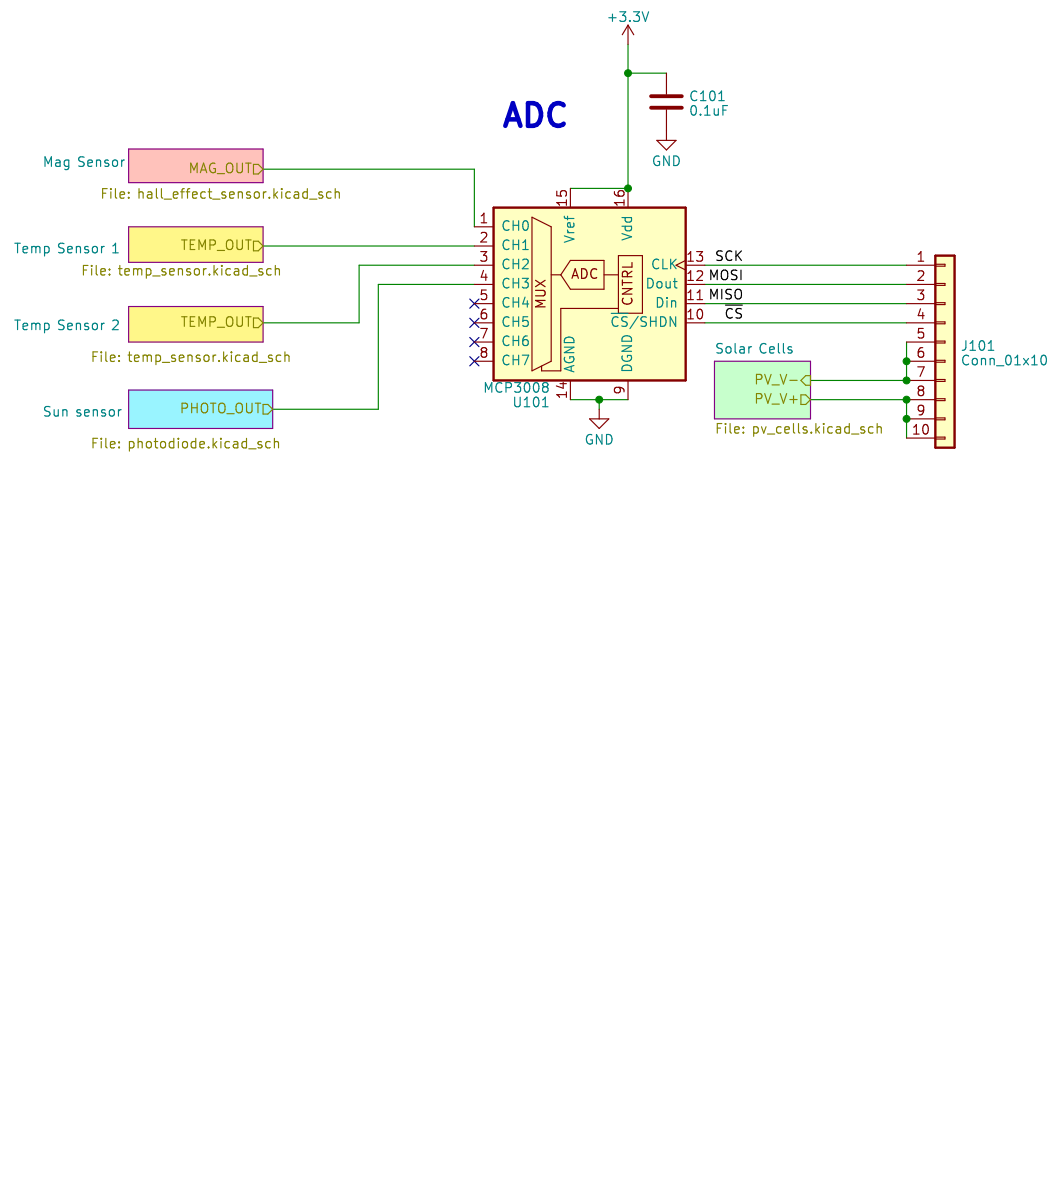 +3.3V
C101
0.1uF
GND
ADC
Mag Sensor
MAG_OUT
File: hall_effect_sensor.kicad_sch
Temp Sensor 1
TEMP_OUT
File: temp_sensor.kicad_sch
Temp Sensor 2
TEMP_OUT
File: temp_sensor.kicad_sch
Sun sensor
PHOTO_OUT
File: photodiode.kicad_sch
15
16
Vref
Vdd
1 CH0
2 CH1
3 CH2
4 CH3
5 CH4
6 CH5
7 CH6
8 CH7
MUX
ADC
CNTRL
CLK 13 SCK
Dout 12 MOSI
Din 11 MISO
CS/SHDN 10 CS
AGND
DGND
14
9
MCP3008
U101
GND
Solar Cells
PV_V-
PV_V+
File: pv_cells.kicad_sch
1
2
3
4
5
6
7
8
9
10
J101
Conn_01x10